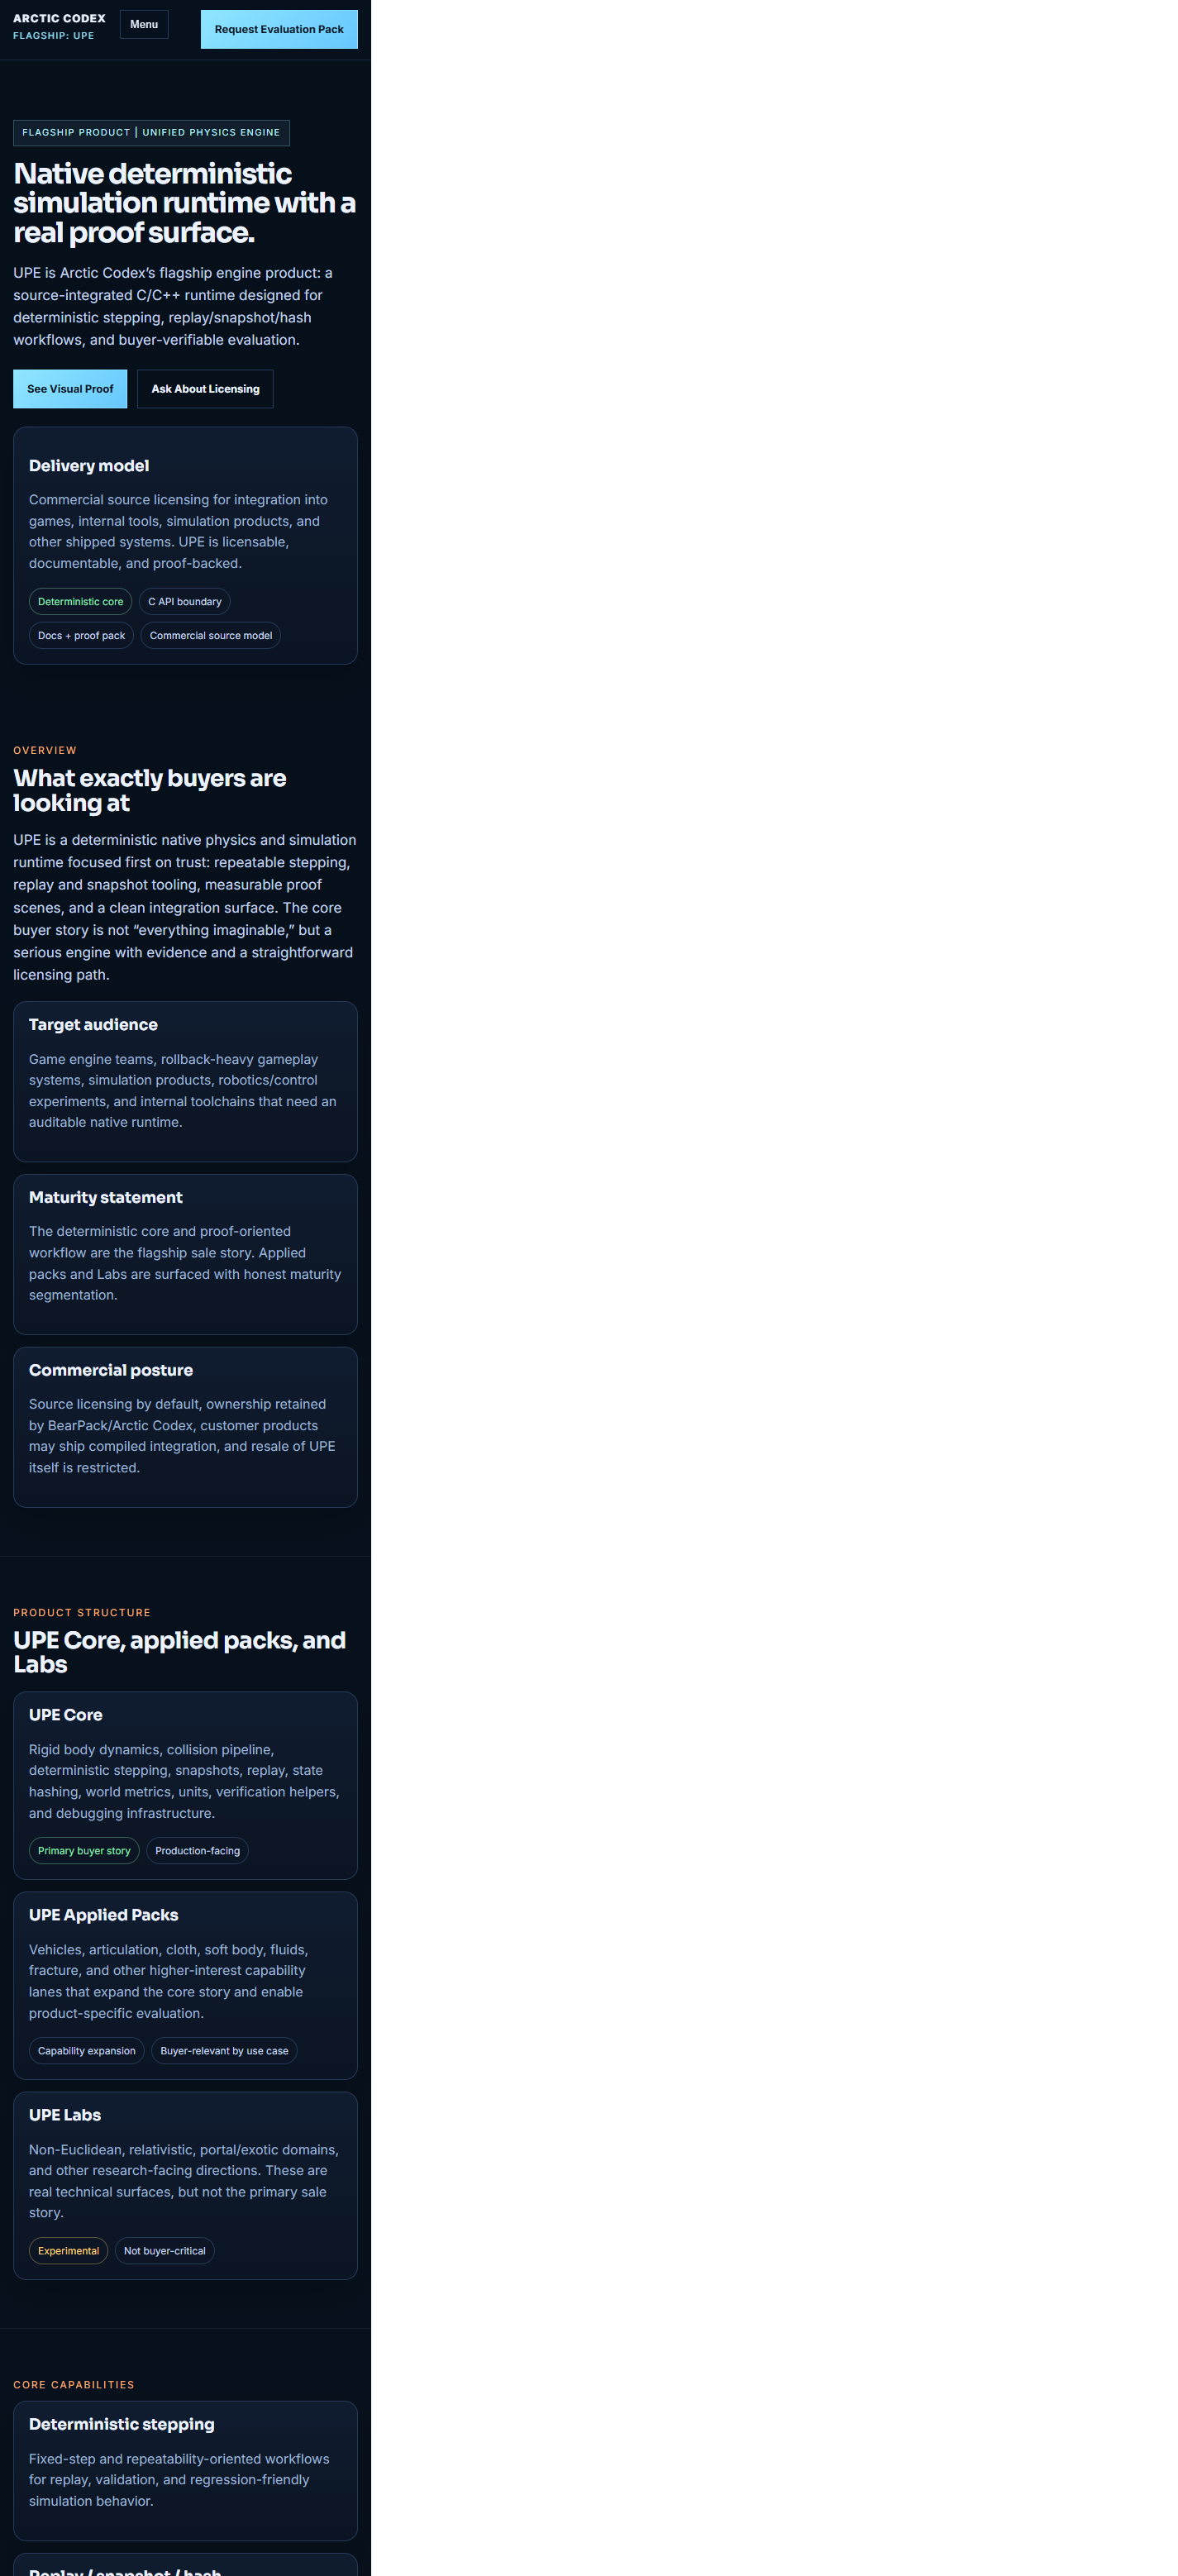 ARCTIC CODEX
FLAGSHIP: UPE
Menu
Request Evaluation Pack
FLAGSHIP PRODUCT | UNIFIED PHYSICS ENGINE
Native deterministic
simulation runtime with a
real proof surface.
UPE is Arctic Codex’s flagship engine product: a
source-integrated C/C++ runtime designed for
deterministic stepping, replay/snapshot/hash
workflows, and buyer-verifiable evaluation.
See Visual Proof
Ask About Licensing
Delivery model
Commercial source licensing for integration into
games, internal tools, simulation products, and
other shipped systems. UPE is licensable,
documentable, and proof-backed.
Deterministic core
C API boundary
Docs + proof pack
Commercial source model
OVERVIEW
What exactly buyers are
looking at
UPE is a deterministic native physics and simulation
runtime focused first on trust: repeatable stepping,
replay and snapshot tooling, measurable proof
scenes, and a clean integration surface. The core
buyer story is not “everything imaginable,” but a
serious engine with evidence and a straightforward
licensing path.
Target audience
Game engine teams, rollback-heavy gameplay
systems, simulation products, robotics/control
experiments, and internal toolchains that need an
auditable native runtime.
Maturity statement
The deterministic core and proof-oriented
workflow are the flagship sale story. Applied
packs and Labs are surfaced with honest maturity
segmentation.
Commercial posture
Source licensing by default, ownership retained
by BearPack/Arctic Codex, customer products
may ship compiled integration, and resale of UPE
itself is restricted.
PRODUCT STRUCTURE
UPE Core, applied packs, and
Labs
UPE Core
Rigid body dynamics, collision pipeline,
deterministic stepping, snapshots, replay, state
hashing, world metrics, units, verification helpers,
and debugging infrastructure.
Primary buyer story
Production-facing
UPE Applied Packs
Vehicles, articulation, cloth, soft body, fluids,
fracture, and other higher-interest capability
lanes that expand the core story and enable
product-specific evaluation.
Capability expansion
Buyer-relevant by use case
UPE Labs
Non-Euclidean, relativistic, portal/exotic domains,
and other research-facing directions. These are
real technical surfaces, but not the primary sale
story.
Experimental
Not buyer-critical
CORE CAPABILITIES
Deterministic stepping
Fixed-step and repeatability-oriented workflows
for replay, validation, and regression-friendly
simulation behavior.
Replay / snapshot / hash